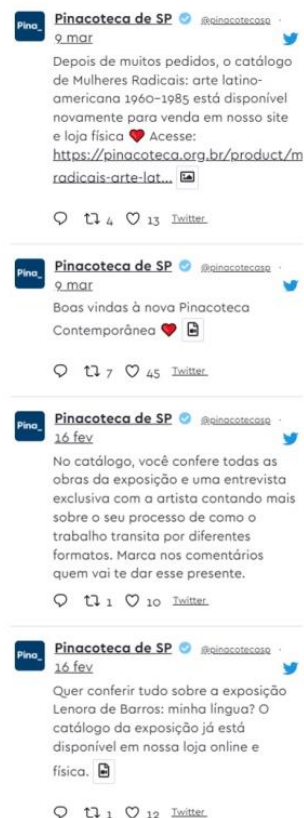 Pina_
Pinacoteca de SP @pinacotecasp ·
9 mar
Depois de muitos pedidos, o catálogo
de Mulheres Radicais: arte latino-
americana 1960–1985 está disponível
novamente para venda em nosso site
e loja física ❤️ Acesse:
https://pinacoteca.org.br/product/m
radicais-arte-lat...
4 13 Twitter
Pina_
Pinacoteca de SP @pinacotecasp ·
9 mar
Boas vindas à nova Pinacoteca
Contemporânea ❤️
7 45 Twitter
Pina_
Pinacoteca de SP @pinacotecasp ·
16 fev
No catálogo, você confere todas as
obras da exposição e uma entrevista
exclusiva com a artista contando mais
sobre o seu processo de como o
trabalho transita por diferentes
formatos. Marca nos comentários
quem vai te dar esse presente.
1 10 Twitter
Pina_
Pinacoteca de SP @pinacotecasp ·
16 fev
Quer conferir tudo sobre a exposição
Lenora de Barros: minha língua? O
catálogo da exposição já está
disponível em nossa loja online e
física.
1 12 Twitter